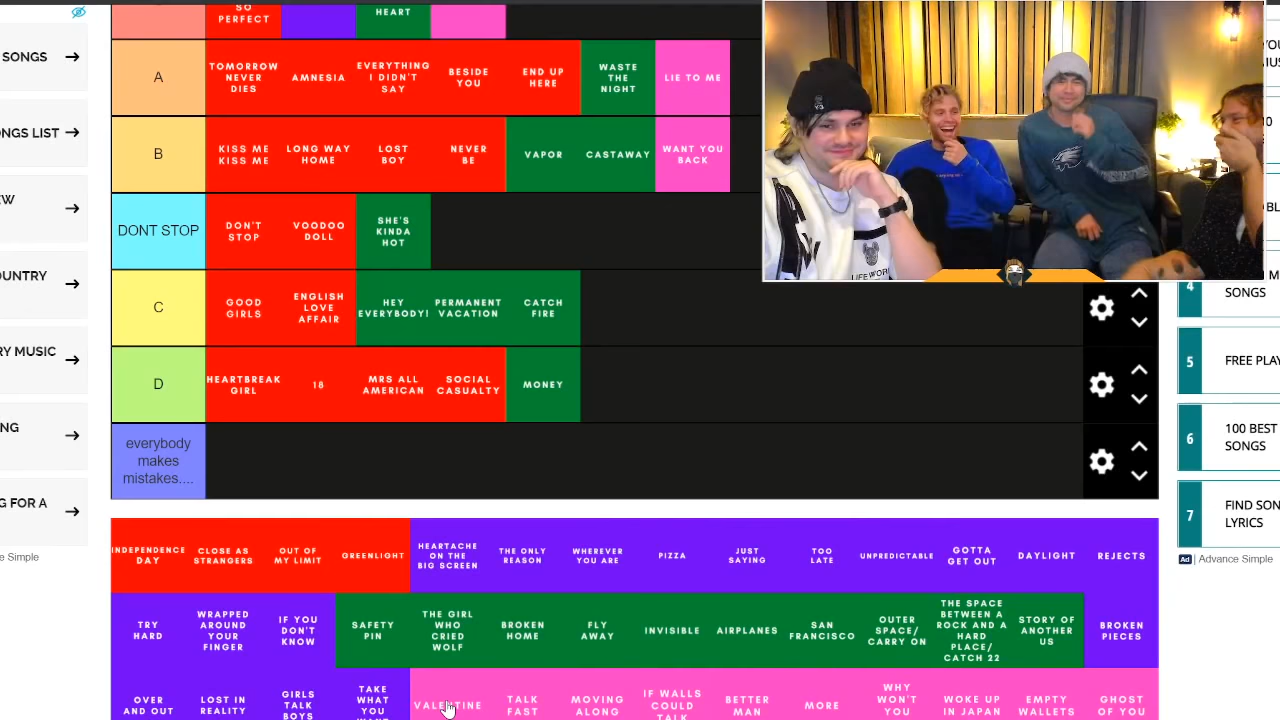 SO
PERFECT
HEART
A
TOMORROW
NEVER
DIES
AMNESIA
EVERYTHING
I DIDN'T
SAY
BESIDE
YOU
END UP
HERE
WASTE
THE
NIGHT
LIE TO ME
B
KISS ME
KISS ME
LONG WAY
HOME
LOST
BOY
NEVER
BE
VAPOR
CASTAWAY
WANT YOU
BACK
DONT STOP
DON'T
STOP
VOODOO
DOLL
SHE'S
KINDA
HOT
C
GOOD
GIRLS
ENGLISH
LOVE
AFFAIR
HEY
EVERYBODY!
PERMANENT
VACATION
CATCH
FIRE
D
HEARTBREAK
GIRL
18
MRS ALL
AMERICAN
SOCIAL
CASUALTY
MONEY
everybody
makes
mistakes....
INDEPENDENCE
DAY
CLOSE AS
STRANGERS
OUT OF
MY LIMIT
GREENLIGHT
HEARTACHE
ON THE
BIG SCREEN
THE ONLY
REASON
WHEREVER
YOU ARE
PIZZA
JUST
SAYING
TOO
LATE
UNPREDICTABLE
GOTTA
GET OUT
DAYLIGHT
REJECTS
TRY
HARD
WRAPPED
AROUND
YOUR
FINGER
IF YOU
DON'T
KNOW
SAFETY
PIN
THE GIRL
WHO
CRIED
WOLF
BROKEN
HOME
FLY
AWAY
INVISIBLE
AIRPLANES
SAN
FRANCISCO
OUTER
SPACE/
CARRY ON
THE SPACE
BETWEEN A
ROCK AND A
HARD
PLACE/
CATCH 22
STORY OF
ANOTHER
US
BROKEN
PIECES
OVER
AND OUT
LOST IN
REALITY
GIRLS
TALK
BOYS
TAKE
WHAT
YOU
WANT
VALENTINE
TALK
FAST
MOVING
ALONG
IF WALLS
COULD
TALK
BETTER
MAN
MORE
WHY
WON'T
YOU
WOKE UP
IN JAPAN
EMPTY
WALLETS
GHOST
OF YOU
SONGS
NGS LIST
EW
OUNTRY
RY MUSIC
NG
G FOR A
e Simple
4
SONGS
5
FREE PLAY
6
100 BEST
SONGS
7
FIND SON
LYRICS
Ad | Advance Simple
LIFEWOR